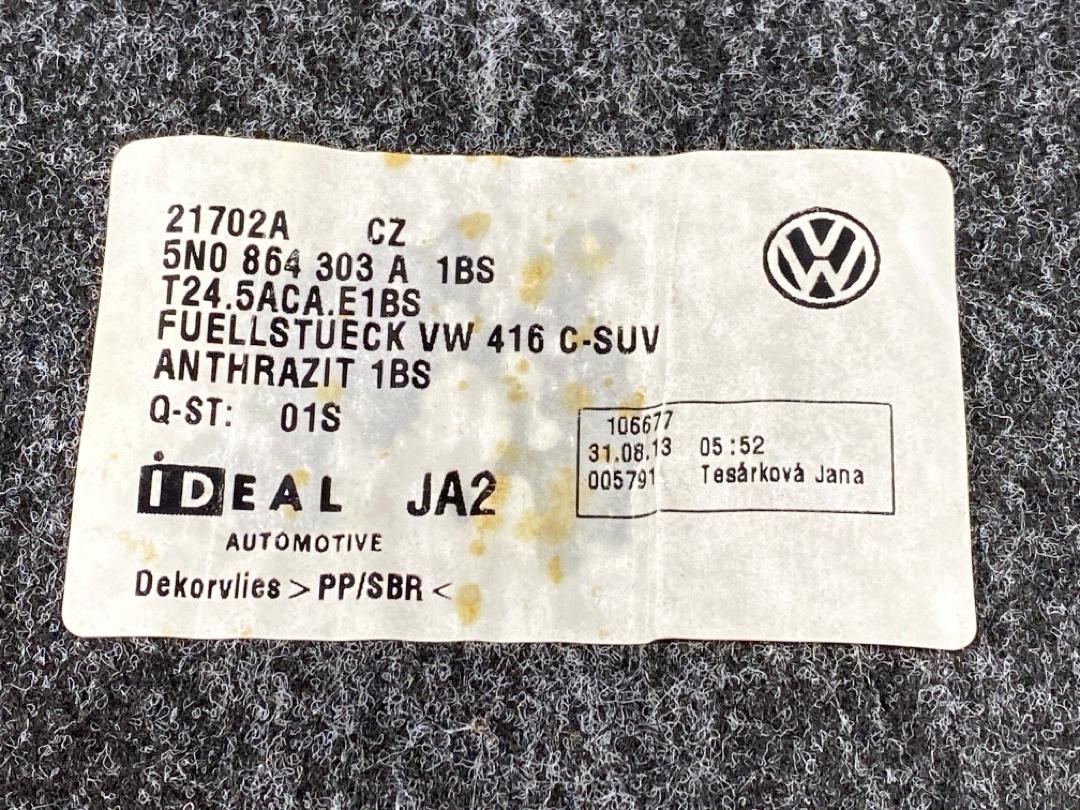 21702A CZ
5N0 864 303 A 1BS
T24.5ACA.E1BS
FUELLSTUECK VW 416 C-SUV
ANTHRAZIT 1BS
Q-ST: 01S
106677
31.08.13 05:52
005791 Tesárková Jana
iDEAL JA2
AUTOMOTIVE
Dekorvlies >PP/SBR<
VW